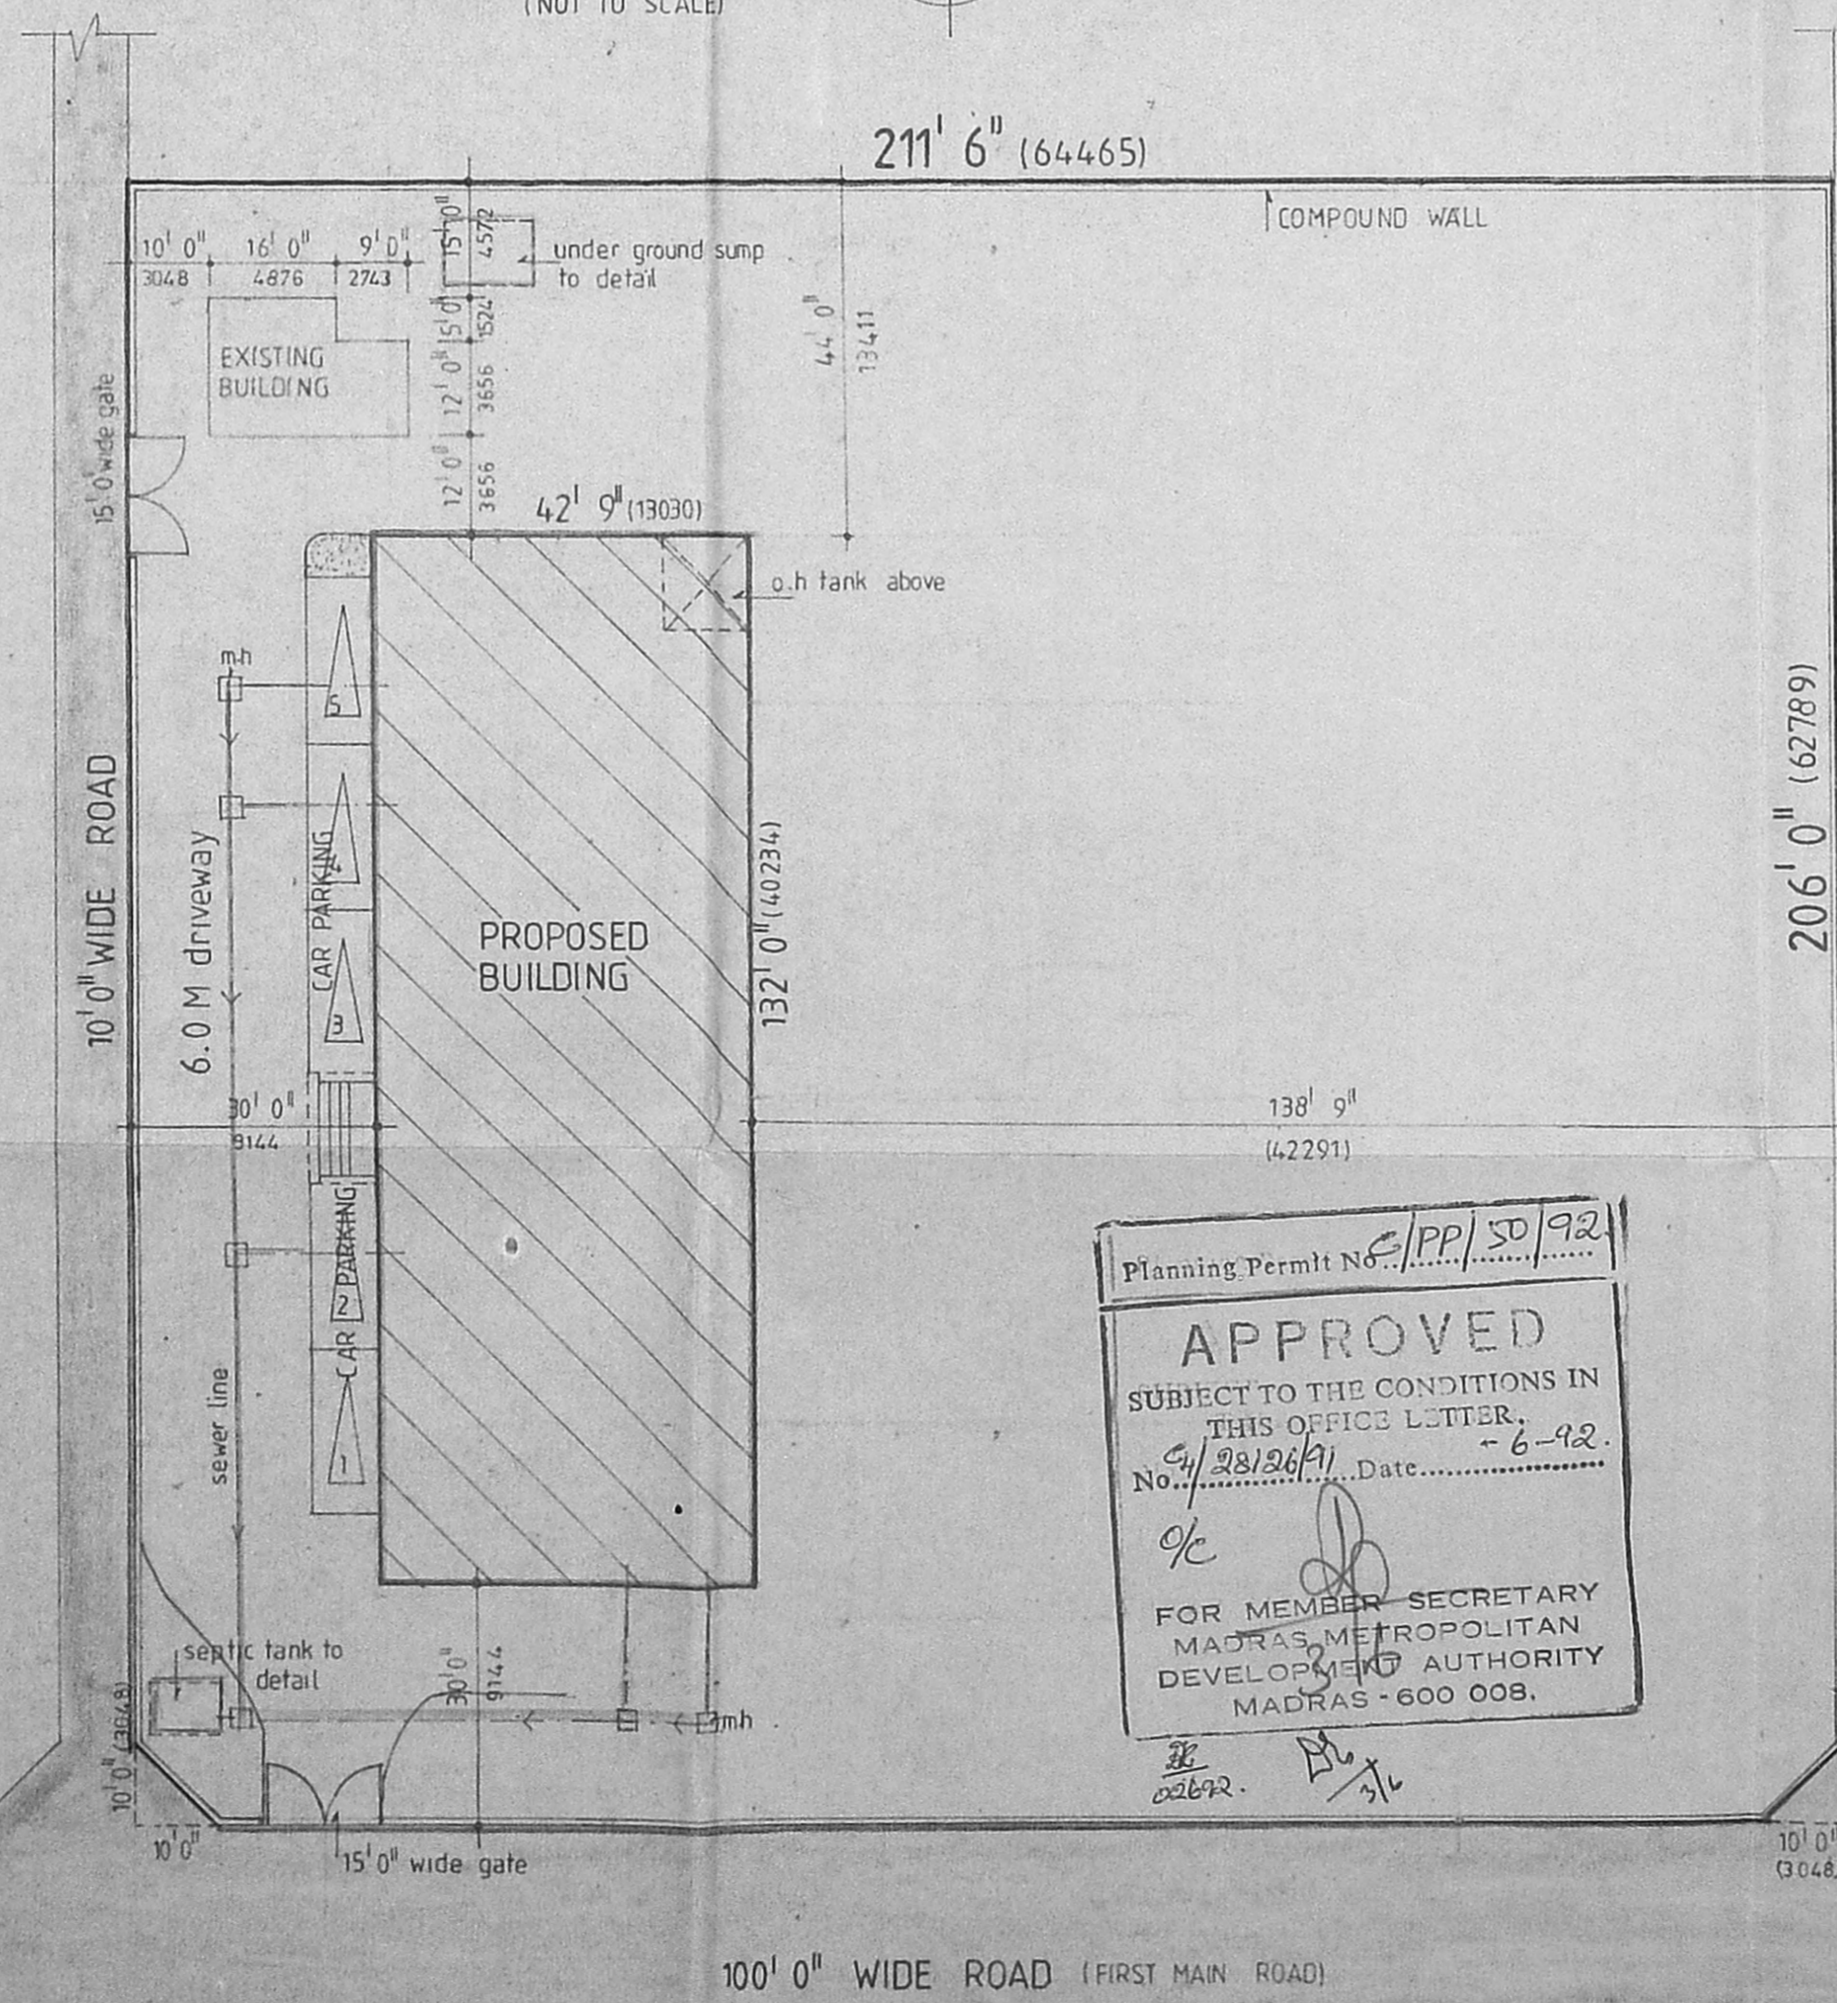 (NOT TO SCALE)
211' 6" (64465)
COMPOUND WALL
10' 0" 16' 0" 9' 0"
3048 4876 2743
15' 0"
4572
under ground sump
to detail
5' 0"
1524
12' 0"
3656
12' 0"
3656
44' 0"
13411
EXISTING
BUILDING
15' 0" wide gate
42' 9" (13030)
o.h tank above
m.h
5
4
3
2
1
CAR PARKING
CAR PARKING
6.0 M driveway
10' 0" WIDE ROAD
PROPOSED
BUILDING
132' 0" (40234)
206' 0" (62789)
30' 0"
9144
138' 9"
(42291)
sewer line
septic tank to
detail
30' 0"
9144
mh
10' 0" (3048)
10' 0"
15' 0" wide gate
10' 0"
(3048
Planning Permit No C/PP/50/92
APPROVED
SUBJECT TO THE CONDITIONS IN
THIS OFFICE LETTER.
No. C4/28126/91 Date - 6-92.
O/C
FOR MEMBER SECRETARY
MADRAS METROPOLITAN
DEVELOPMENT AUTHORITY
MADRAS - 600 008.
3/6
3/6
100' 0" WIDE ROAD (FIRST MAIN ROAD)